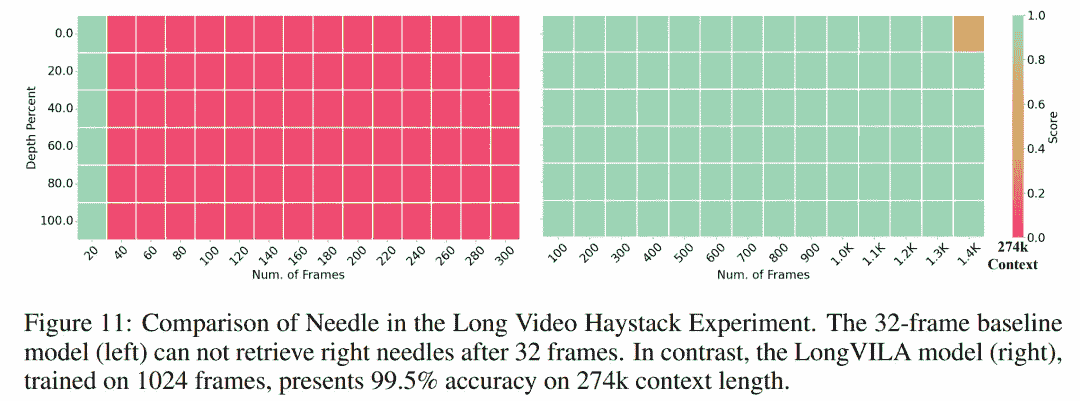 0.0
20.0
40.0
60.0
80.0
100.0
Depth Percent
20 40 60 80 100 120 140 160 180 200 220 240 260 300
Num. of Frames
100 200 300 400 500 600 700 800 900 1.0K 1.1K 1.2K 1.3K 1.4K
Num. of Frames
1.0
0.8
0.6
0.4
0.2
0.0
Score
274k
Context
Figure 11: Comparison of Needle in the Long Video Haystack Experiment. The 32-frame baseline
model (left) can not retrieve right needles after 32 frames. In contrast, the LongVILA model (right),
trained on 1024 frames, presents 99.5% accuracy on 274k context length.